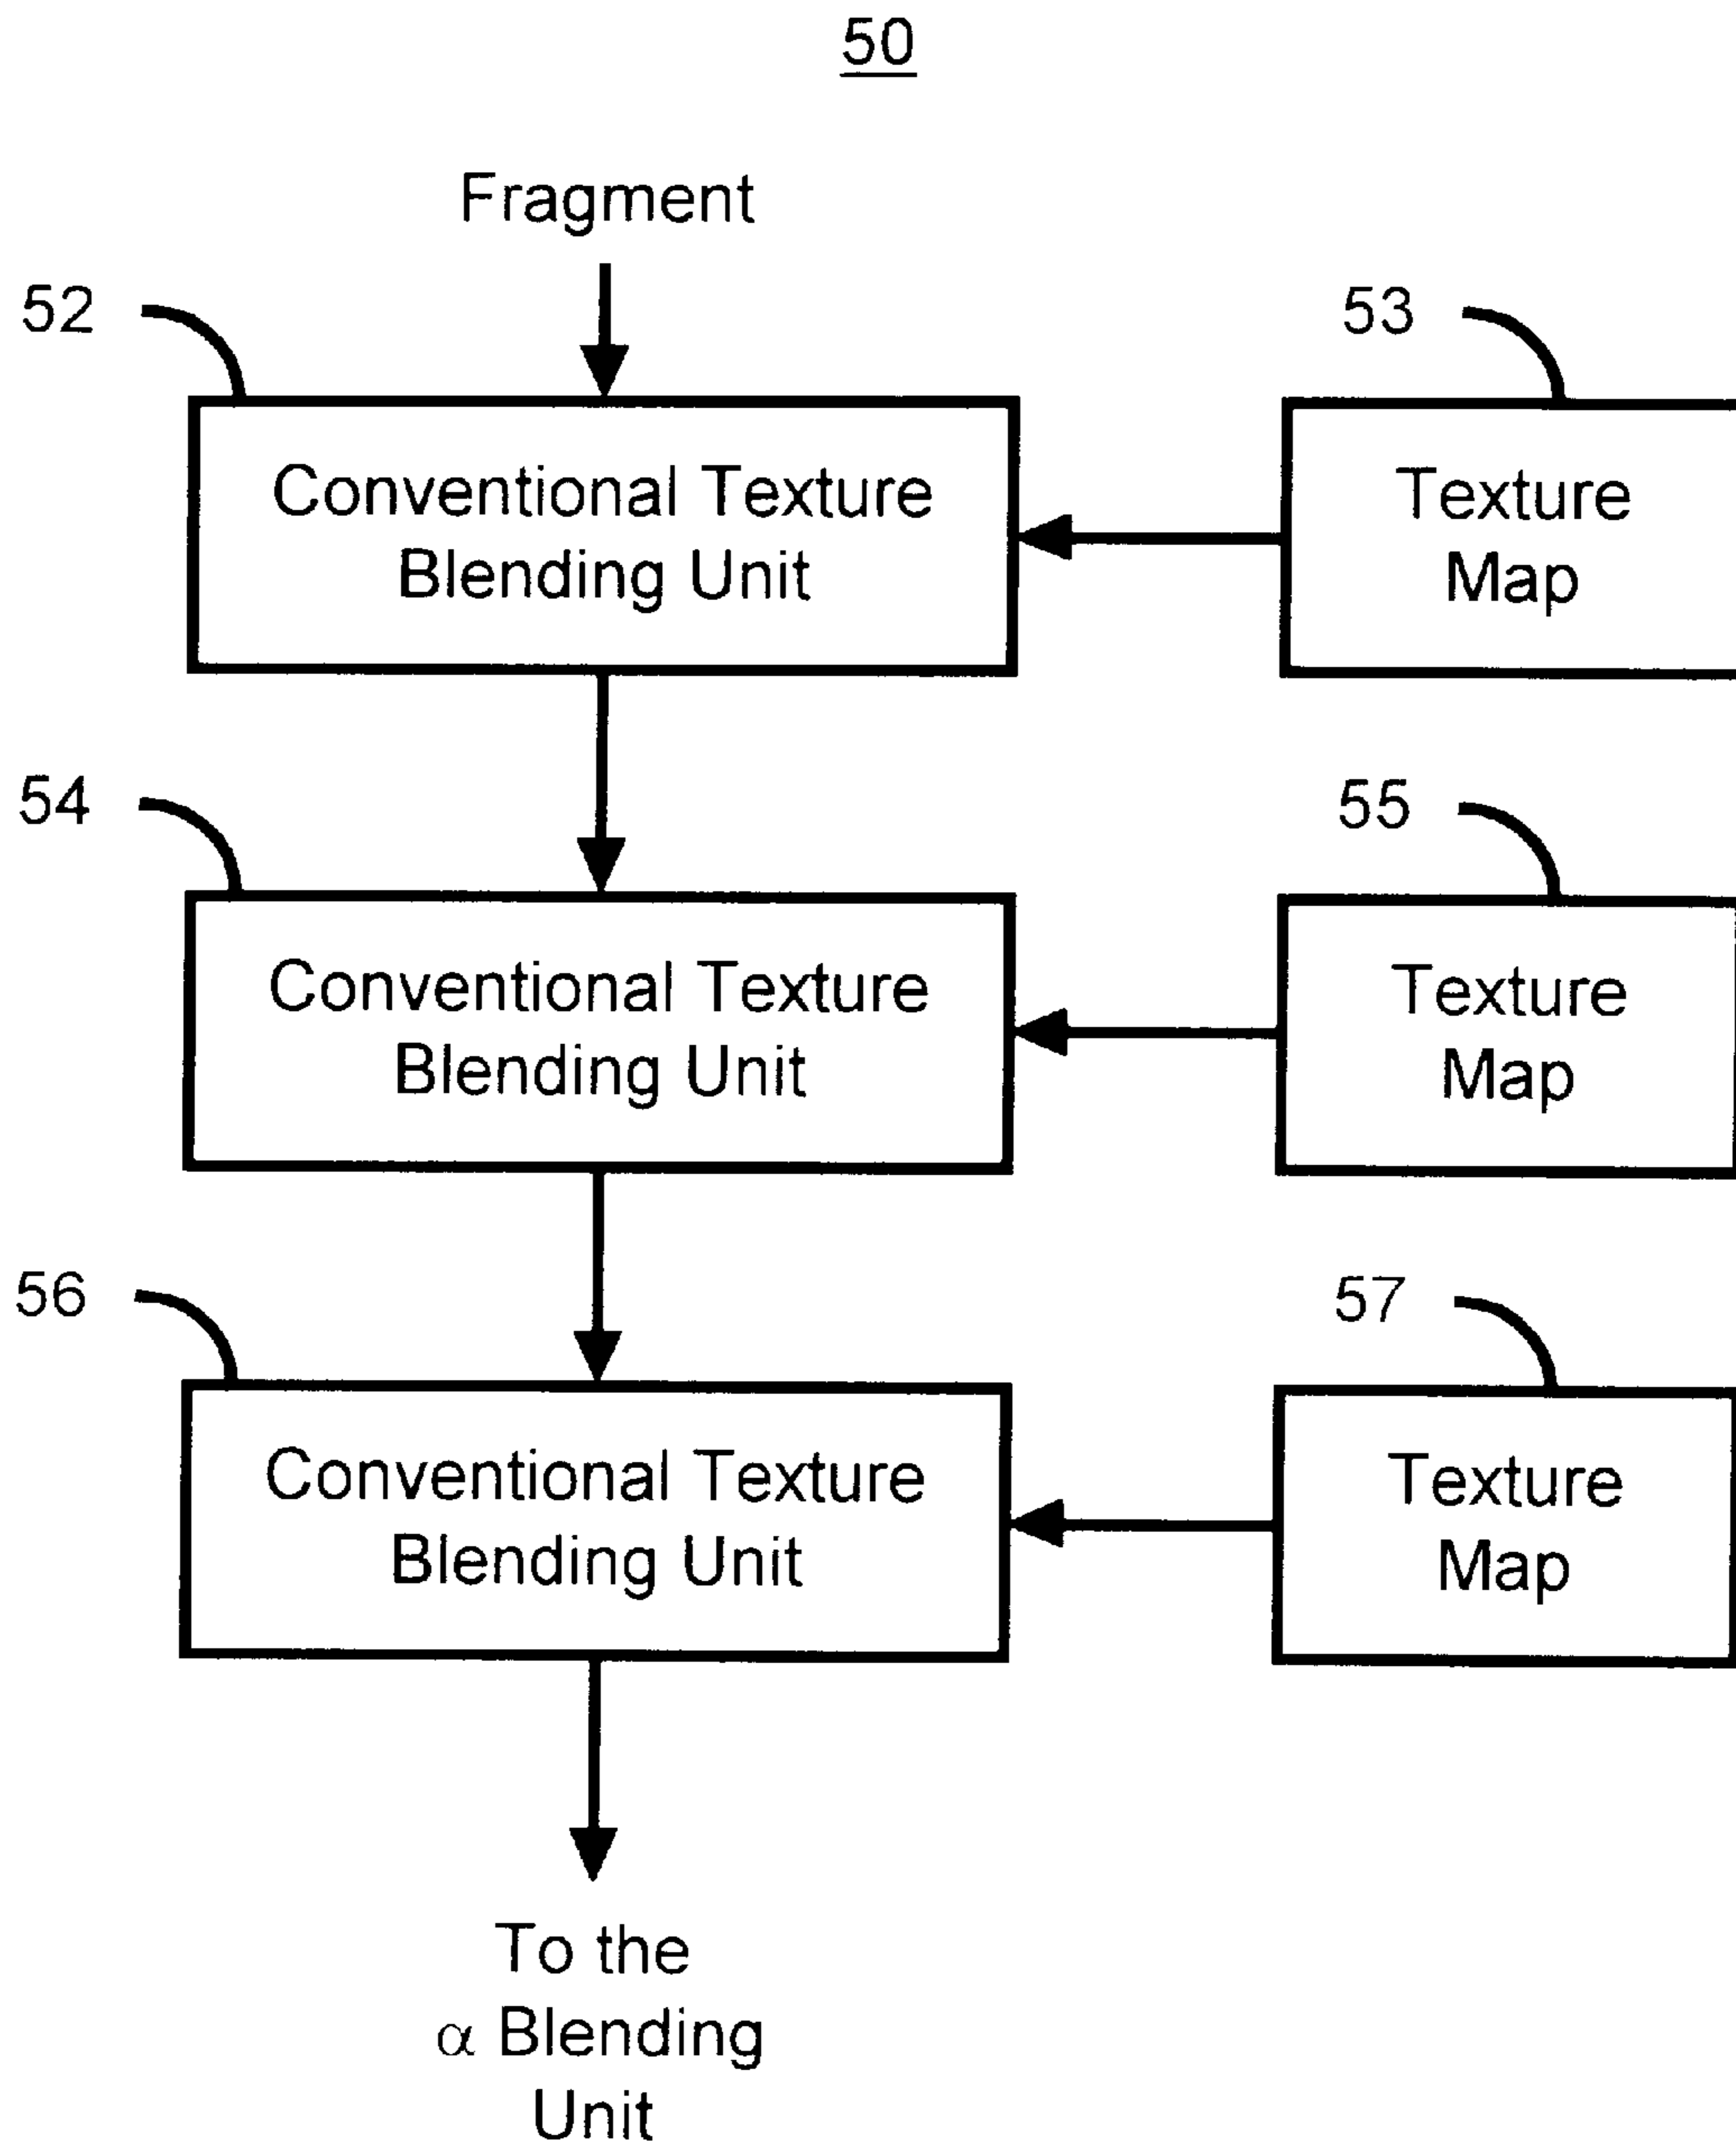 50
Fragment
52
53
Conventional Texture
Blending Unit
Texture
Map
54
55
Conventional Texture
Blending Unit
Texture
Map
56
57
Conventional Texture
Blending Unit
Texture
Map
To the
α Blending
Unit